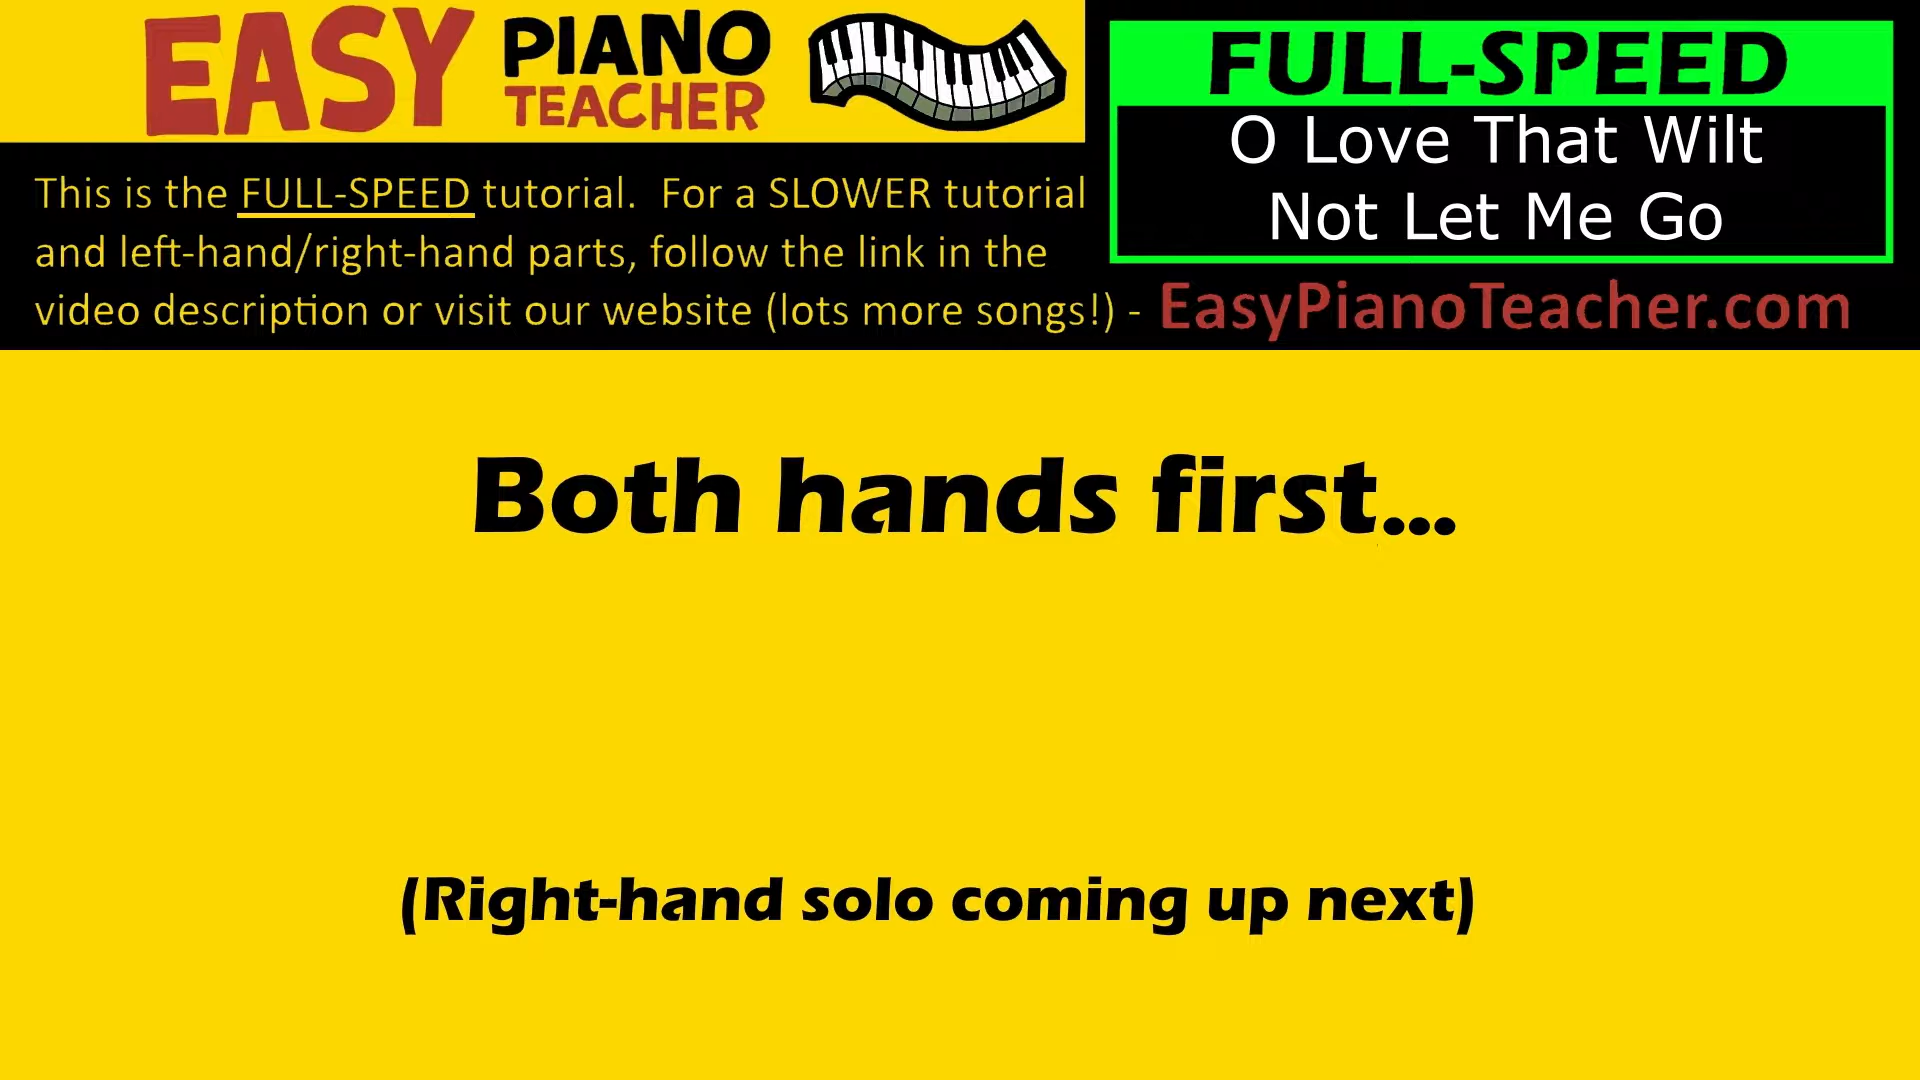 EASY PIANO TEACHER
FULL-SPEED
O Love That Wilt
Not Let Me Go
This is the FULL-SPEED tutorial. For a SLOWER tutorial
and left-hand/right-hand parts, follow the link in the
video description or visit our website (lots more songs!) - EasyPianoTeacher.com
Both hands first...
(Right-hand solo coming up next)